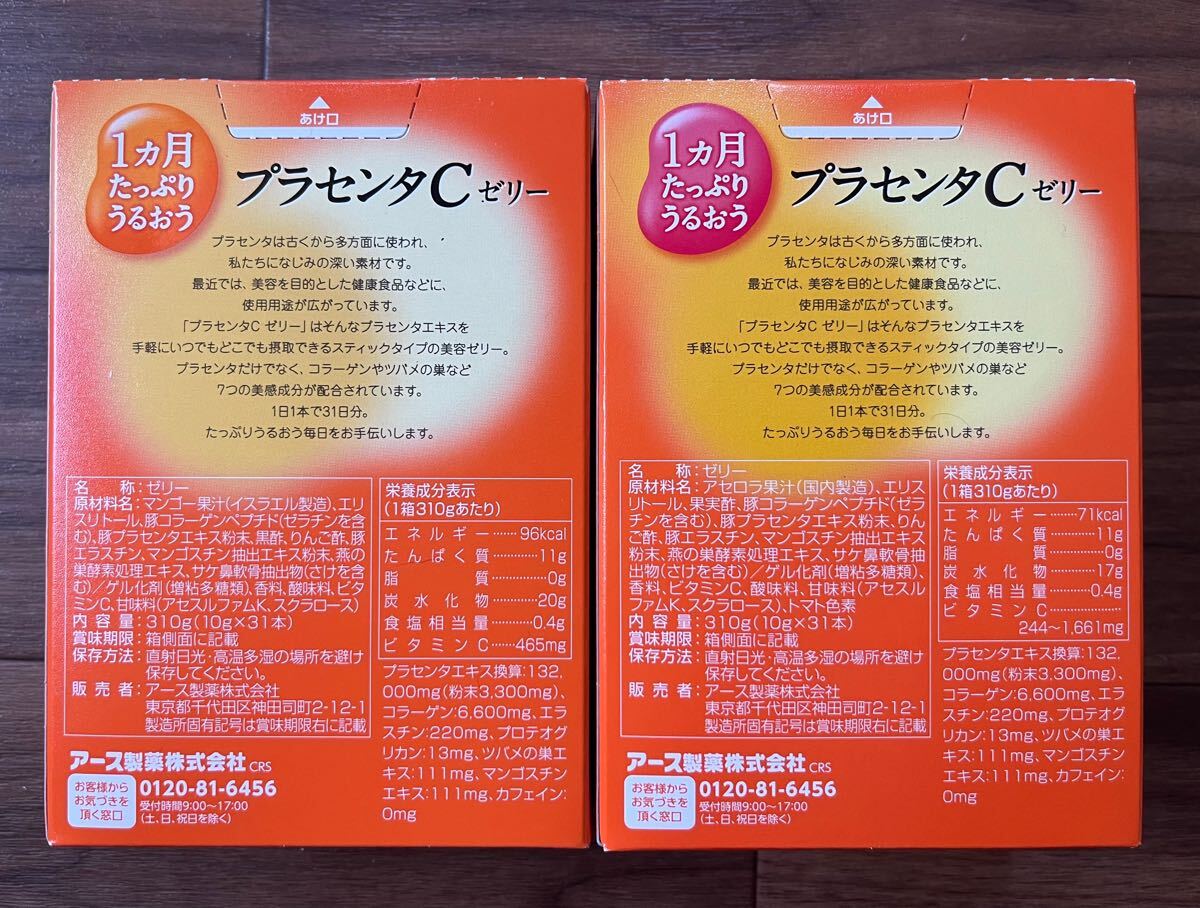 あけ口
1ヵ月
たっぷり
うるおう
プラセンタC ゼリー
プラセンタは古くから多方面に使われ、
私たちになじみの深い素材です。
最近では、美容を目的とした健康食品などに、
使用用途が広がっています。
「プラセンタC ゼリー」はそんなプラセンタエキスを
手軽にいつでもどこでも摂取できるスティックタイプの美容ゼリー。
プラセンタだけでなく、コラーゲンやツバメの巣など
7つの美感成分が配合されています。
1日1本で31日分。
たっぷりうるおう毎日をお手伝いします。
名称:ゼリー
原材料名:マンゴー果汁(イスラエル製造)、エリ
スリトール、豚コラーゲンペプチド(ゼラチンを含
む)、豚プラセンタエキス粉末、黒酢、りんご酢、豚
エラスチン、マンゴスチン抽出エキス粉末、燕の
巣酵素処理エキス、サケ鼻軟骨抽出物(さけを含
む)/ゲル化剤(増粘多糖類)、香料、酸味料、ビタ
ミンC、甘味料(アセスルファムK、スクラロース)
内容量:310g(10g×31本)
賞味期限:箱側面に記載
保存方法:直射日光・高温多湿の場所を避け
保存してください。
販売者:アース製薬株式会社
東京都千代田区神田司町2-12-1
製造所固有記号は賞味期限右に記載
アース製薬株式会社 CRS
お客様から
お気づきを
頂く窓口
0120-81-6456
受付時間9:00〜17:00
(土、日、祝日を除く)
栄養成分表示
(1箱310gあたり)
エネルギー……96kcal
たんぱく質…………11g
脂質……………0g
炭水化物…………20g
食塩相当量………0.4g
ビタミンC……465mg
プラセンタエキス換算:132,
000mg(粉末3,300mg)、
コラーゲン:6,600mg、エラ
スチン:220mg、プロテオグ
リカン:13mg、ツバメの巣エ
キス:111mg、マンゴスチン
エキス:111mg、カフェイン:
0mg
あけ口
1ヵ月
たっぷり
うるおう
プラセンタC ゼリー
プラセンタは古くから多方面に使われ、
私たちになじみの深い素材です。
最近では、美容を目的とした健康食品などに、
使用用途が広がっています。
「プラセンタC ゼリー」はそんなプラセンタエキスを
手軽にいつでもどこでも摂取できるスティックタイプの美容ゼリー。
プラセンタだけでなく、コラーゲンやツバメの巣など
7つの美感成分が配合されています。
1日1本で31日分。
たっぷりうるおう毎日をお手伝いします。
名称:ゼリー
原材料名:アセロラ果汁(国内製造)、エリス
リトール、果実酢、豚コラーゲンペプチド(ゼラ
チンを含む)、豚プラセンタエキス粉末、りん
ご酢、豚エラスチン、マンゴスチン抽出エキス
粉末、燕の巣酵素処理エキス、サケ鼻軟骨抽
出物(さけを含む)/ゲル化剤(増粘多糖類)、
香料、ビタミンC、酸味料、甘味料(アセスル
ファムK、スクラロース)、トマト色素
内容量:310g(10g×31本)
賞味期限:箱側面に記載
保存方法:直射日光・高温多湿の場所を避け
保存してください。
販売者:アース製薬株式会社
東京都千代田区神田司町2-12-1
製造所固有記号は賞味期限右に記載
アース製薬株式会社 CRS
お客様から
お気づきを
頂く窓口
0120-81-6456
受付時間9:00〜17:00
(土、日、祝日を除く)
栄養成分表示
(1箱310gあたり)
エネルギー………71kcal
たんぱく質…………11g
脂質……………0g
炭水化物…………17g
食塩相当量………0.4g
ビタミンC……………
244〜1,661mg
プラセンタエキス換算:132,
000mg(粉末3,300mg)、
コラーゲン:6,600mg、エラ
スチン:220mg、プロテオグ
リカン:13mg、ツバメの巣エ
キス:111mg、マンゴスチン
エキス:111mg、カフェイン:
0mg